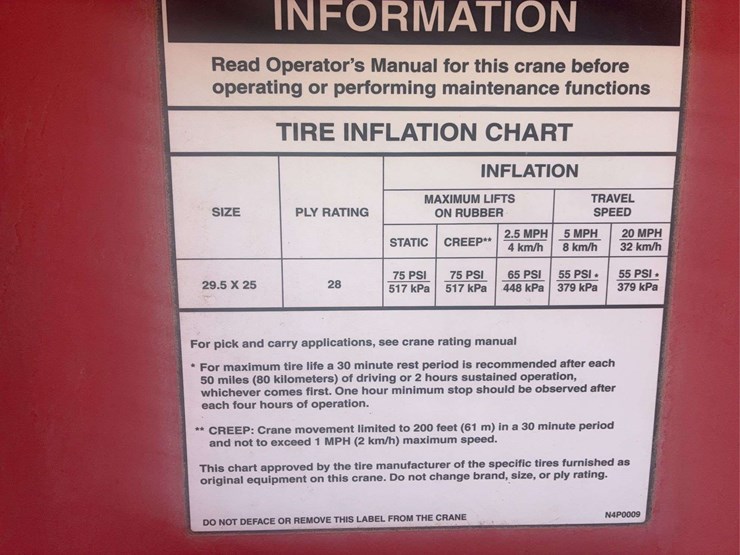 INFORMATION
Read Operator's Manual for this crane before
operating or performing maintenance functions
TIRE INFLATION CHART
SIZE
PLY RATING
INFLATION
MAXIMUM LIFTS
ON RUBBER
TRAVEL
SPEED
STATIC
CREEP**
2.5 MPH
4 km/h
5 MPH
8 km/h
20 MPH
32 km/h
29.5 X 25
28
75 PSI
517 kPa
75 PSI
517 kPa
65 PSI
448 kPa
55 PSI *
379 kPa
55 PSI *
379 kPa
For pick and carry applications, see crane rating manual
* For maximum tire life a 30 minute rest period is recommended after each
50 miles (80 kilometers) of driving or 2 hours sustained operation,
whichever comes first. One hour minimum stop should be observed after
each four hours of operation.
** CREEP: Crane movement limited to 200 feet (61 m) in a 30 minute period
and not to exceed 1 MPH (2 km/h) maximum speed.
This chart approved by the tire manufacturer of the specific tires furnished as
original equipment on this crane. Do not change brand, size, or ply rating.
DO NOT DEFACE OR REMOVE THIS LABEL FROM THE CRANE
N4P0009